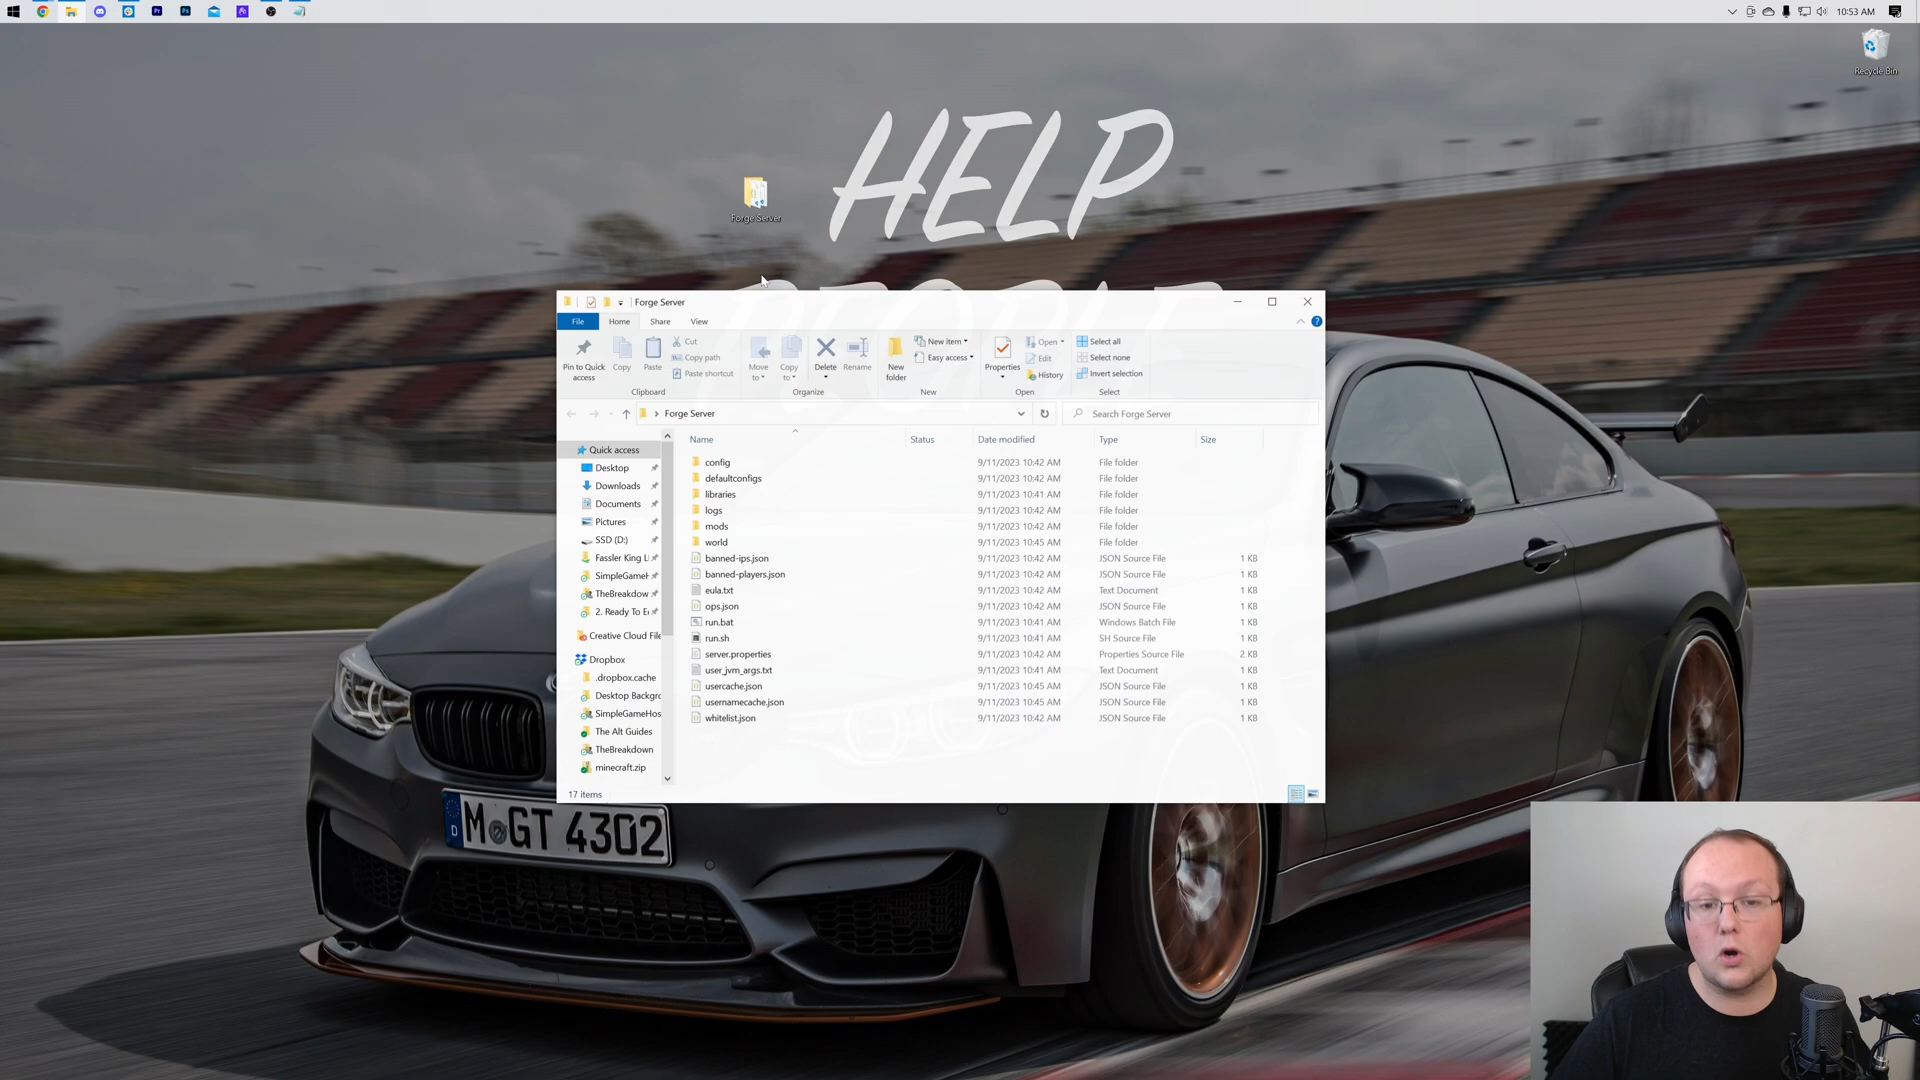 10:53 AM
Recycle Bin
HELP
PEOPLE
Forge Server
Forge Server
File
Home
Share
View
Pin to Quick access
Copy
Paste
Cut
Copy path
Paste shortcut
Clipboard
Move to
Copy to
Delete
Rename
Organize
New folder
New item
Easy access
New
Properties
Open
Edit
History
Open
Select all
Select none
Invert selection
Select
Forge Server
Search Forge Server
Name Status Date modified Type Size
Quick access
Desktop
Downloads
Documents
Pictures
SSD (D:)
Fassler King L
SimpleGameH
TheBreakdow
2. Ready To E
Creative Cloud File
Dropbox
.dropbox.cache
Desktop Backgro
SimpleGameHos
The Alt Guides
TheBreakdown
minecraft.zip
config 9/11/2023 10:42 AM File folder
defaultconfigs 9/11/2023 10:42 AM File folder
libraries 9/11/2023 10:41 AM File folder
logs 9/11/2023 10:42 AM File folder
mods 9/11/2023 10:42 AM File folder
world 9/11/2023 10:45 AM File folder
banned-ips.json 9/11/2023 10:42 AM JSON Source File 1 KB
banned-players.json 9/11/2023 10:42 AM JSON Source File 1 KB
eula.txt 9/11/2023 10:42 AM Text Document 1 KB
ops.json 9/11/2023 10:42 AM JSON Source File 1 KB
run.bat 9/11/2023 10:41 AM Windows Batch File 1 KB
run.sh 9/11/2023 10:41 AM SH Source File 1 KB
server.properties 9/11/2023 10:42 AM Properties Source File 2 KB
user_jvm_args.txt 9/11/2023 10:41 AM Text Document 1 KB
usercache.json 9/11/2023 10:45 AM JSON Source File 1 KB
usernamecache.json 9/11/2023 10:45 AM JSON Source File 1 KB
whitelist.json 9/11/2023 10:42 AM JSON Source File 1 KB
17 items
M GT 4302
D